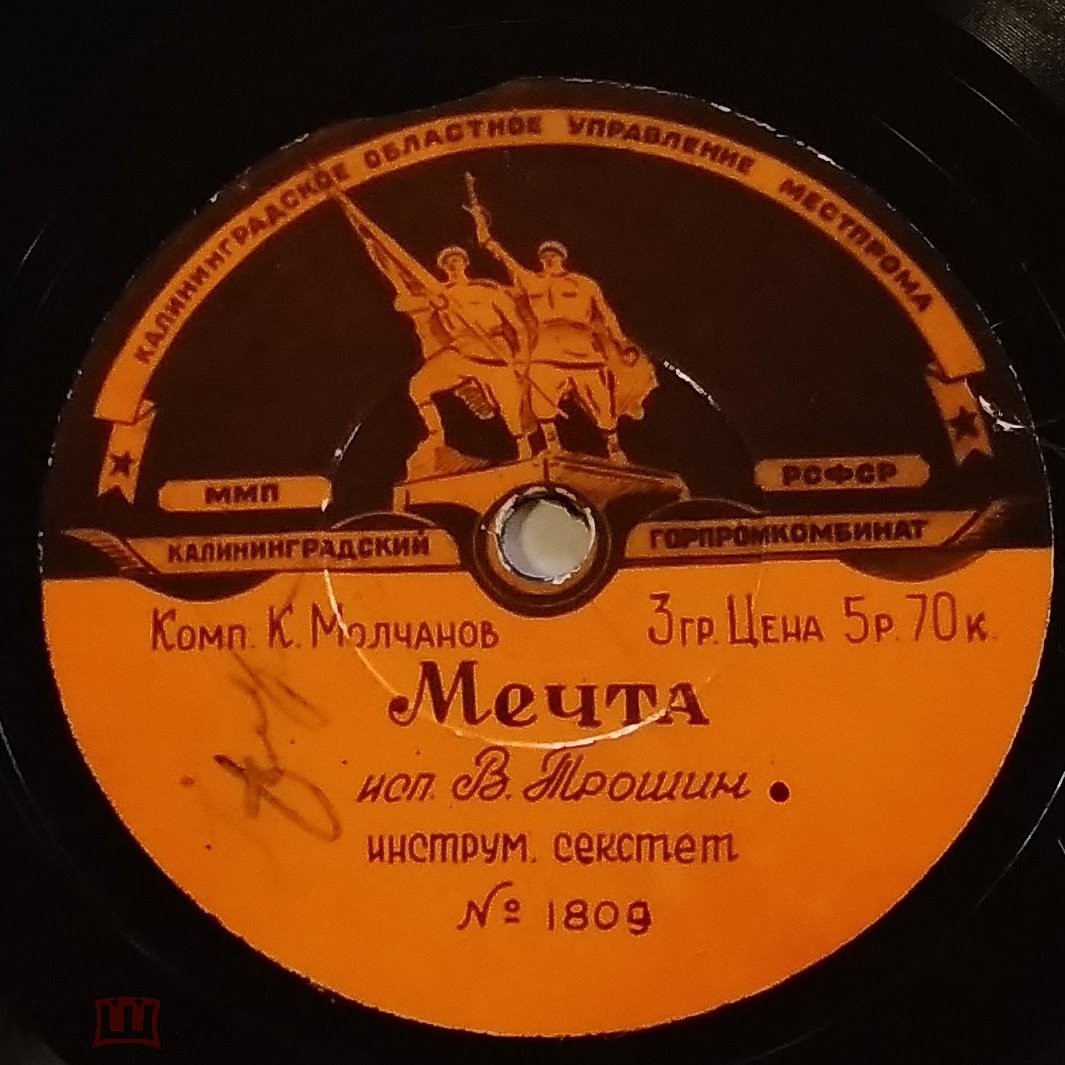 КАЛИНИНГРАДСКОЕ ОБЛАСТНОЕ УПРАВЛЕНИЕ МЕСТПРОМА
ММП
РСФСР
КАЛИНИНГРАДСКИЙ ГОРПРОМКОМБИНАТ
Комп. К. Молчанов
3 гр. Цена 5 р. 70 к.
Мечта
исп. В. Трошин
инструм. секстет
№ 1809